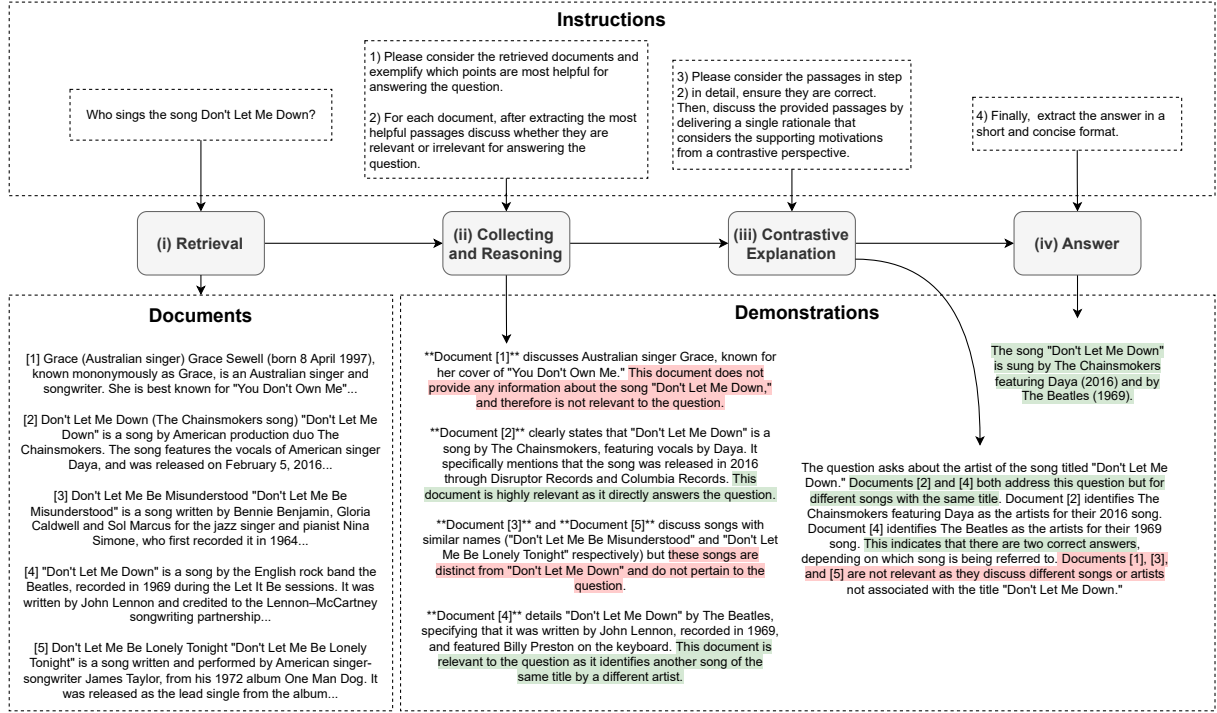 Instructions
Who sings the song Don't Let Me Down?
1) Please consider the retrieved documents and
exemplify which points are most helpful for
answering the question.
2) For each document, after extracting the most
helpful passages discuss whether they are
relevant or irrelevant for answering the
question.
3) Please consider the passages in step
2) in detail, ensure they are correct.
Then, discuss the provided passages by
delivering a single rationale that
considers the supporting motivations
from a contrastive perspective.
4) Finally, extract the answer in a
short and concise format.
(i) Retrieval
(ii) Collecting
and Reasoning
(iii) Contrastive
Explanation
(iv) Answer
Documents
[1] Grace (Australian singer) Grace Sewell (born 8 April 1997),
known mononymously as Grace, is an Australian singer and
songwriter. She is best known for "You Don't Own Me"...
[2] Don't Let Me Down (The Chainsmokers song) "Don't Let Me
Down" is a song by American production duo The
Chainsmokers. The song features the vocals of American singer
Daya, and was released on February 5, 2016...
[3] Don't Let Me Be Misunderstood "Don't Let Me Be
Misunderstood" is a song written by Bennie Benjamin, Gloria
Caldwell and Sol Marcus for the jazz singer and pianist Nina
Simone, who first recorded it in 1964...
[4] "Don't Let Me Down" is a song by the English rock band the
Beatles, recorded in 1969 during the Let It Be sessions. It was
written by John Lennon and credited to the Lennon–McCartney
songwriting partnership...
[5] Don't Let Me Be Lonely Tonight "Don't Let Me Be Lonely
Tonight" is a song written and performed by American singer-
songwriter James Taylor, from his 1972 album One Man Dog. It
was released as the lead single from the album...
Demonstrations
**Document [1]** discusses Australian singer Grace, known for
her cover of "You Don't Own Me." This document does not
provide any information about the song "Don't Let Me Down,"
and therefore is not relevant to the question.
**Document [2]** clearly states that "Don't Let Me Down" is a
song by The Chainsmokers, featuring vocals by Daya. It
specifically mentions that the song was released in 2016
through Disruptor Records and Columbia Records. This
document is highly relevant as it directly answers the question.
**Document [3]** and **Document [5]** discuss songs with
similar names ("Don't Let Me Be Misunderstood" and "Don't Let
Me Be Lonely Tonight" respectively) but these songs are
distinct from "Don't Let Me Down" and do not pertain to the
question.
**Document [4]** details "Don't Let Me Down" by The Beatles,
specifying that it was written by John Lennon, recorded in 1969,
and featured Billy Preston on the keyboard. This document is
relevant to the question as it identifies another song of the
same title by a different artist.
The question asks about the artist of the song titled "Don't Let Me
Down." Documents [2] and [4] both address this question but for
different songs with the same title. Document [2] identifies The
Chainsmokers featuring Daya as the artists for their 2016 song.
Document [4] identifies The Beatles as the artists for their 1969
song. This indicates that there are two correct answers,
depending on which song is being referred to. Documents [1], [3],
and [5] are not relevant as they discuss different songs or artists
not associated with the title "Don't Let Me Down."
The song "Don't Let Me Down"
is sung by The Chainsmokers
featuring Daya (2016) and by
The Beatles (1969).